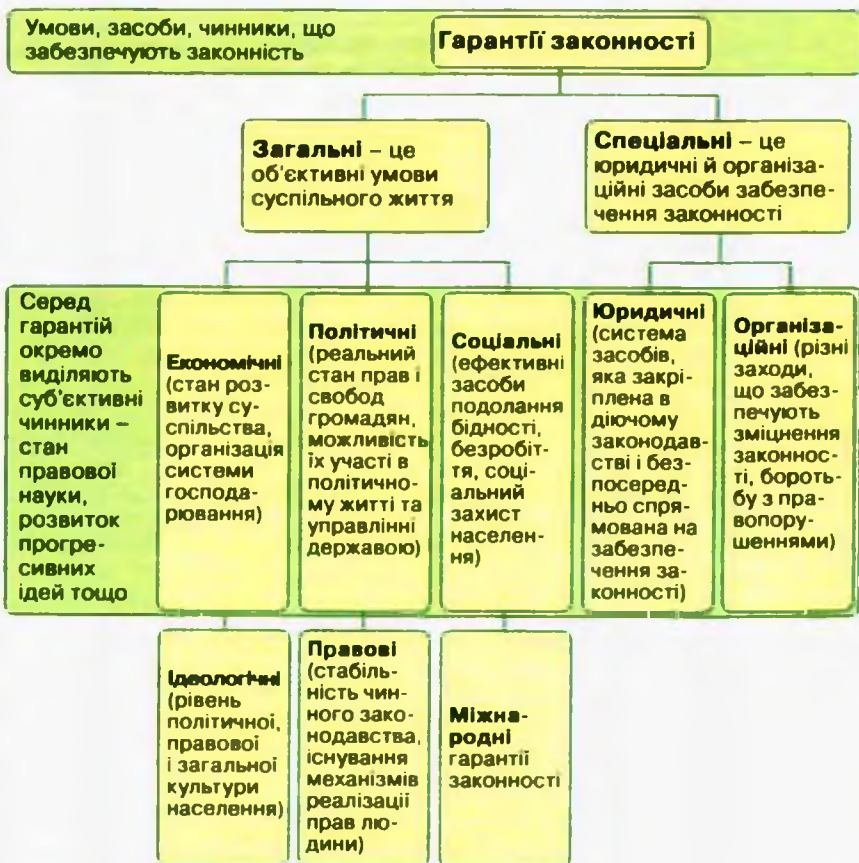 Умови, засоби, чинники, що
забезпечують законність
Гарантії законності
Загальні – це
об'єктивні умови
суспільного життя
Спеціальні – це
юридичні й організа-
ційні засоби забезпе-
чення законності
Серед
гарантій
окремо
виділяють
суб'єктивні
чинники –
стан
правової
науки,
розвиток
прогре-
сивних
ідей тощо
Економічні
(стан роз-
витку су-
спільства,
організація
системи
господа-
рювання)
Політичні
(реальний
стан прав і
свобод
громадян,
можливість
їх участі в
політично-
му житті та
управлінні
державою)
Соціальні
(ефективні
засоби
подолання
бідності,
безробіт-
тя, соці-
альний
захист
населен-
ня)
Юридичні
(система
засобів,
яка закрі-
плена в
діючому
законодав-
стві і без-
посеред-
ньо спря-
мована на
забезпе-
чення за-
конності)
Організа-
ційні (різні
заходи,
що забез-
печують
зміцнення
законнос-
ті, бороть-
бу з пра-
вопору-
шеннями)
Ідеологічні
(рівень
політичної,
правової
і загальної
культури
населення)
Правові
(стабіль-
ність чин-
ного зако-
нодавства,
існування
механізмів
реалізації
прав лю-
дини)
Міжна-
родні
гарантії
законності